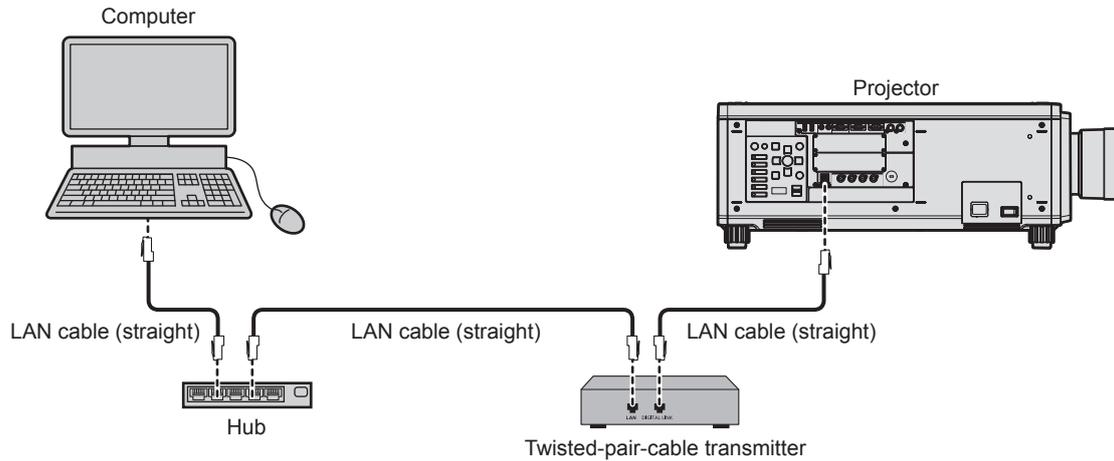 Computer
Projector
LAN cable (straight)
LAN cable (straight)
LAN cable (straight)
LAN
DIGITAL LINK
Hub
Twisted-pair-cable transmitter